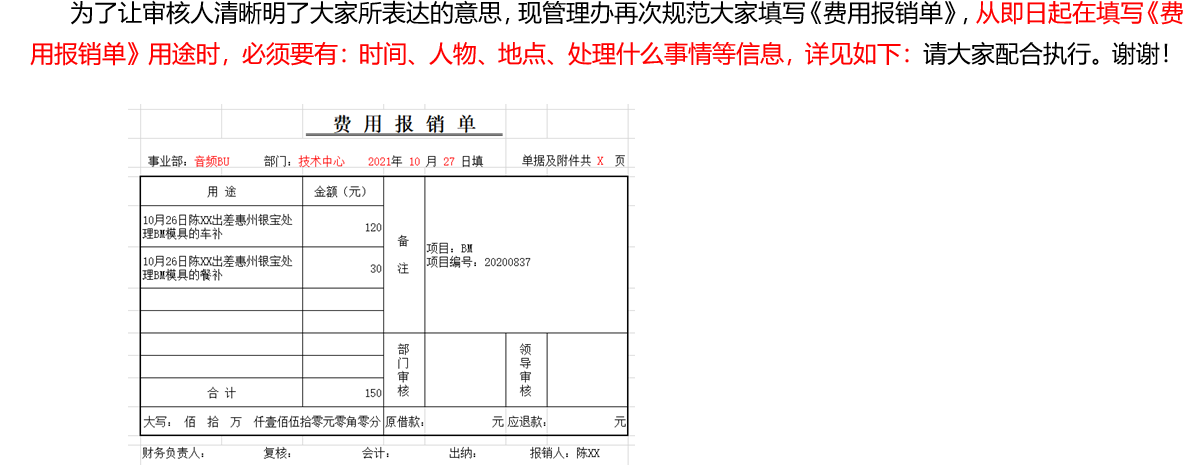 为了让审核人清晰明了大家所表达的意思，现管理办再次规范大家填写《费用报销单》，从即日起在填写《费
用报销单》用途时，必须要有：时间、人物、地点、处理什么事情等信息，详见如下：请大家配合执行。谢谢！
费 用 报 销 单
事业部：音频BU 部门：技术中心 2021年 10 月 27 日填 单据及附件共 X 页
用 途 金额（元）
10月26日陈XX出差惠州银宝处
理BM模具的车补 120
备
注
项目：BM
项目编号：20200837
10月26日陈XX出差惠州银宝处
理BM模具的餐补 30
部
门
审
核
领
导
审
核
合 计 150
大写： 佰 拾 万 仟壹佰伍拾零元零角零分 原借款： 元 应退款： 元
财务负责人： 复核： 会计： 出纳： 报销人：陈XX